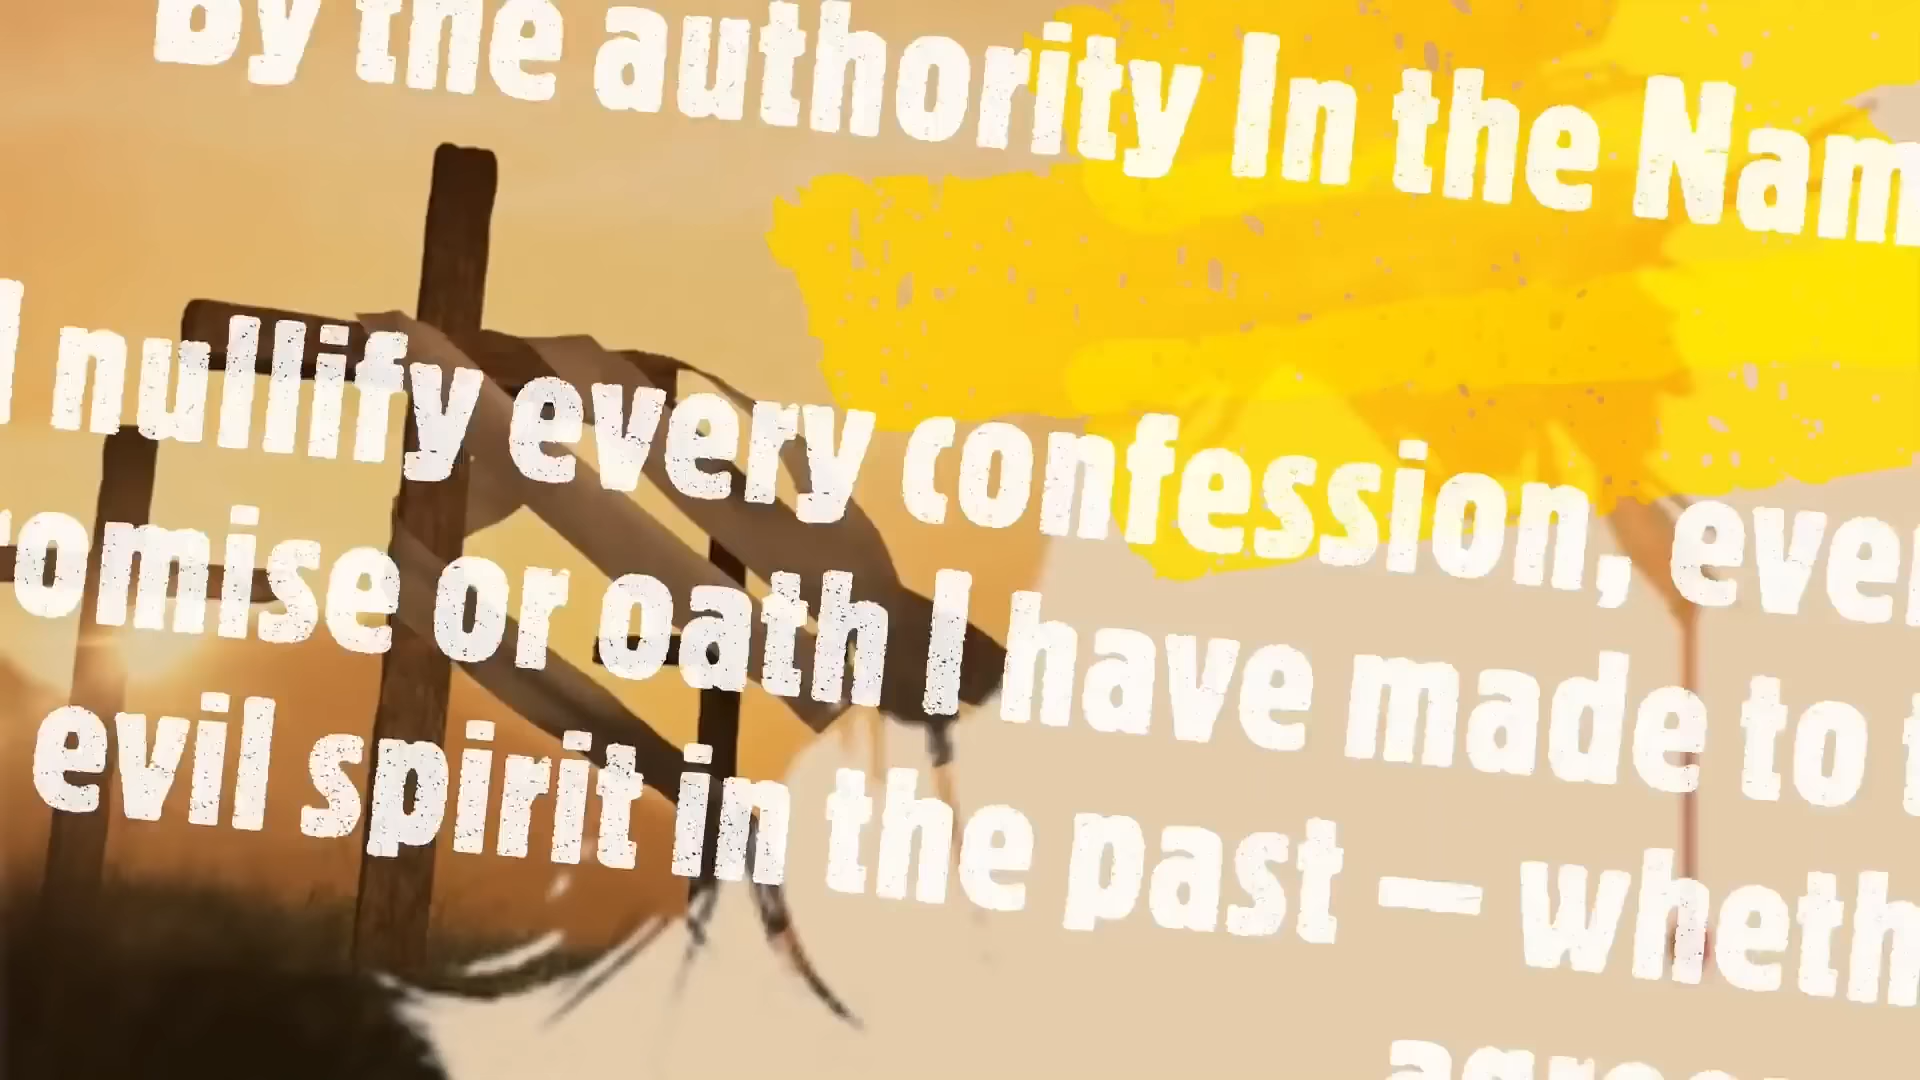 By the authority In the Nam
I nullify every confession, ever
romise or oath I have made to t
evil spirit in the past – wheth
agree